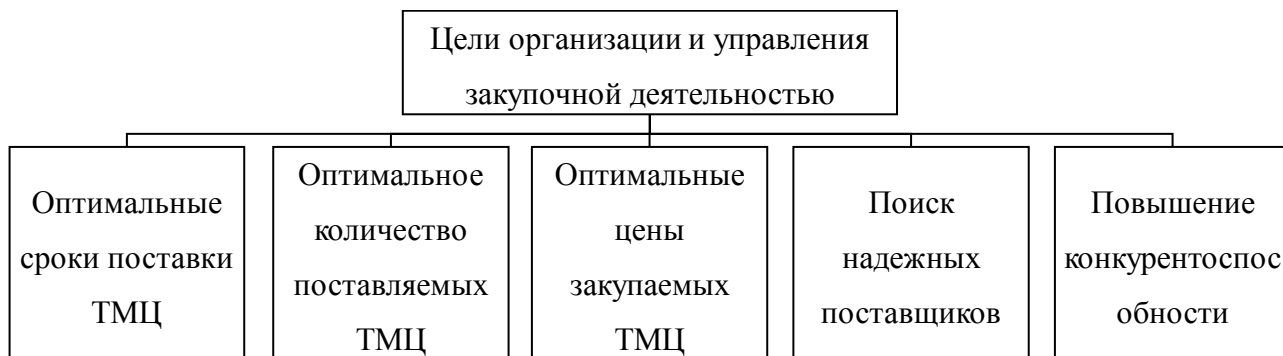 Цели организации и управления
закупочной деятельностью
Оптимальные
сроки поставки
ТМЦ
Оптимальное
количество
поставляемых
ТМЦ
Оптимальные
цены
закупаемых
ТМЦ
Поиск
надежных
поставщиков
Повышение
конкурентоспос
обности